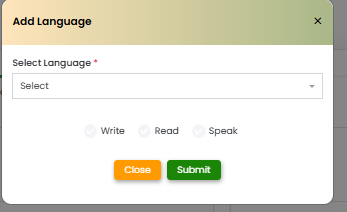 Add Language ×
Select Language *
Select
Write Read Speak
Close Submit